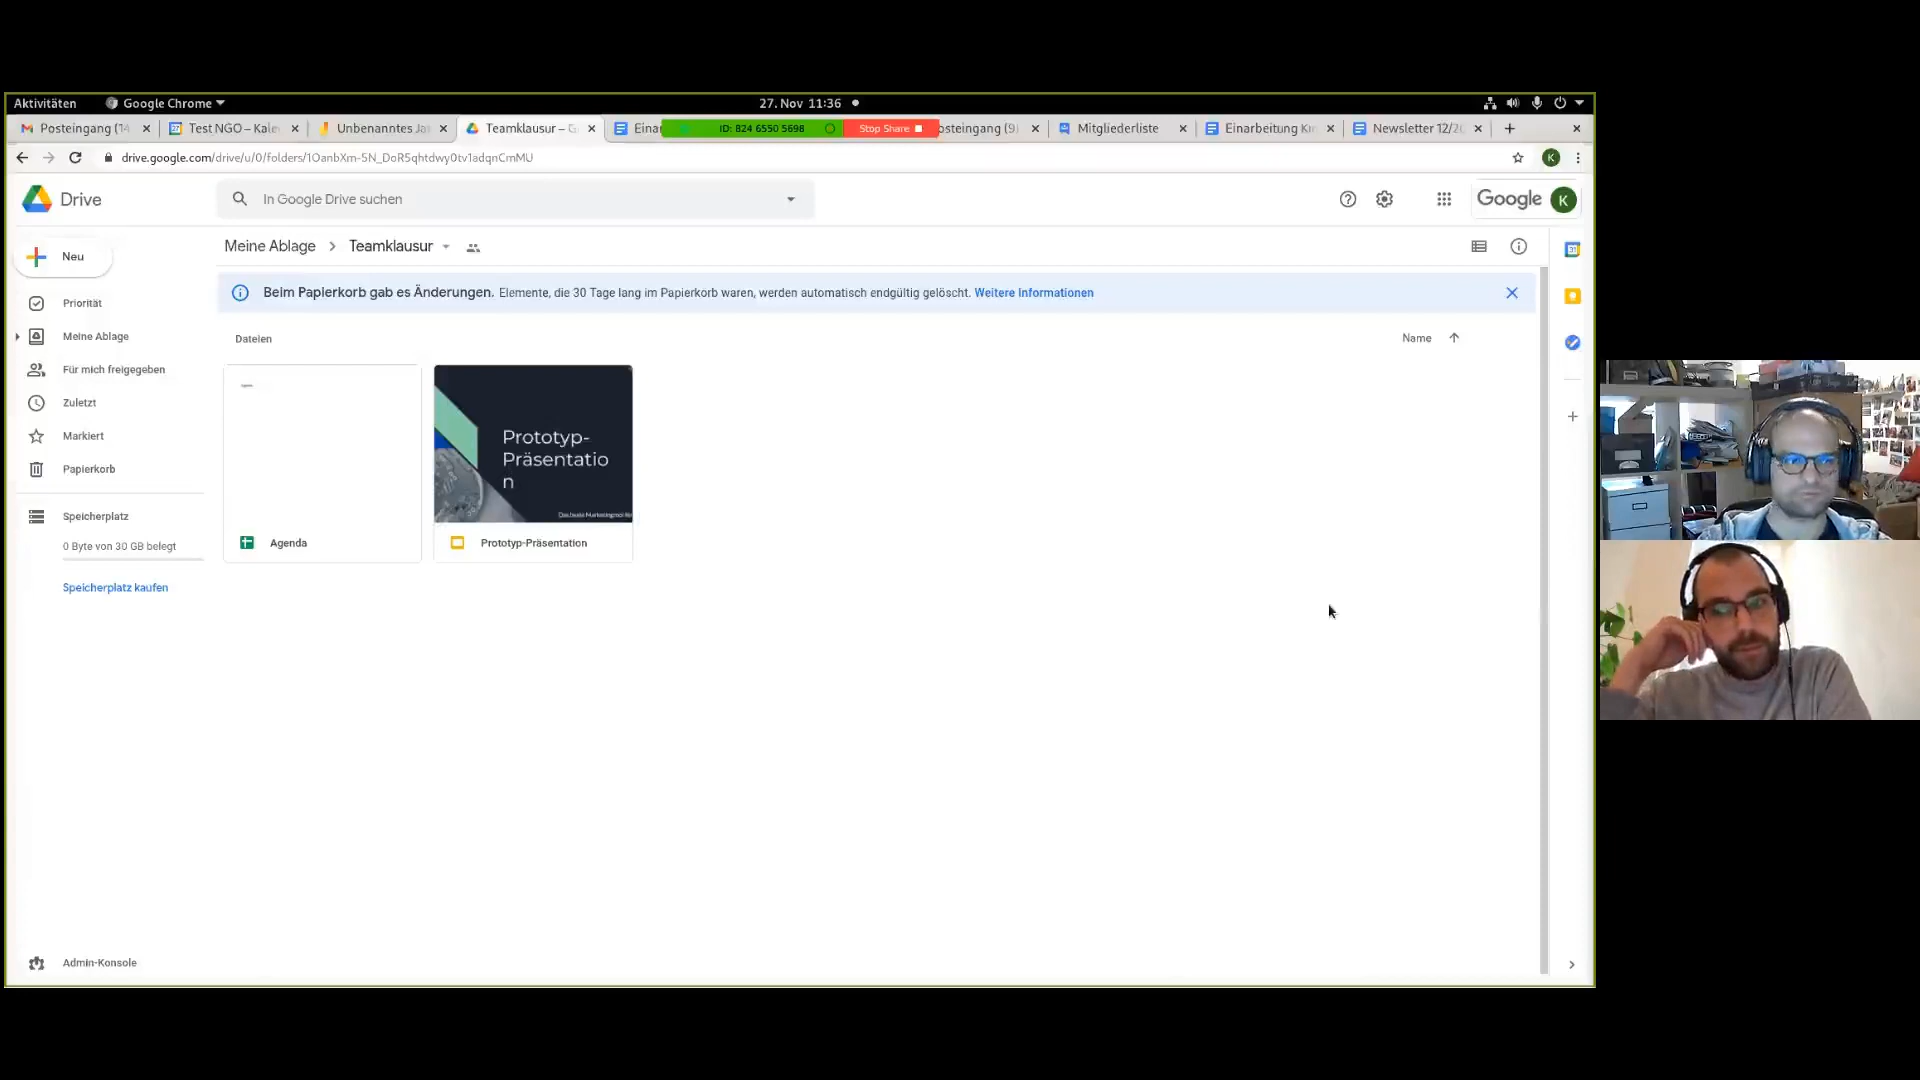 Aktivitäten
Google Chrome
27. Nov 11:36
Posteingang (14
Test NGO – Kale
Unbenanntes Ja
Teamklausur – G
Einar
ID: 824 6550 5698
Stop Share
osteingang (9)
Mitgliederliste
Einarbeitung Kun
Newsletter 12/20
drive.google.com/drive/u/0/folders/1OanbXm-5N_DoR5qhtdwy0tv1adqnCmMU
K
Drive
In Google Drive suchen
Google
K
Neu
Meine Ablage
Teamklausur
31
Beim Papierkorb gab es Änderungen. Elemente, die 30 Tage lang im Papierkorb waren, werden automatisch endgültig gelöscht. Weitere Informationen
Priorität
Meine Ablage
Für mich freigegeben
Zuletzt
Markiert
Papierkorb
Speicherplatz
0 Byte von 30 GB belegt
Speicherplatz kaufen
Dateien
Name
Prototyp-
Präsentatio
n
Agenda
Prototyp-Präsentation
Admin-Konsole